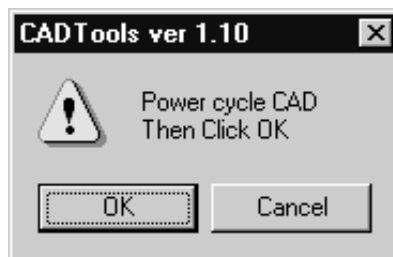 CADTools ver 1.10
Power cycle CAD
Then Click OK
OK
Cancel